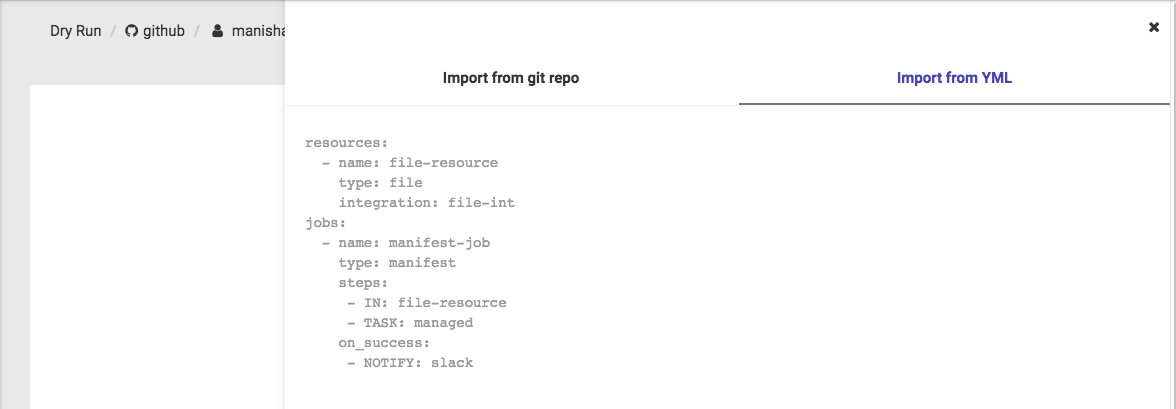 Dry Run / github / manisha
Import from git repo
Import from YML
resources:
  - name: file-resource
    type: file
    integration: file-int
jobs:
  - name: manifest-job
    type: manifest
    steps:
     - IN: file-resource
     - TASK: managed
    on_success:
     - NOTIFY: slack